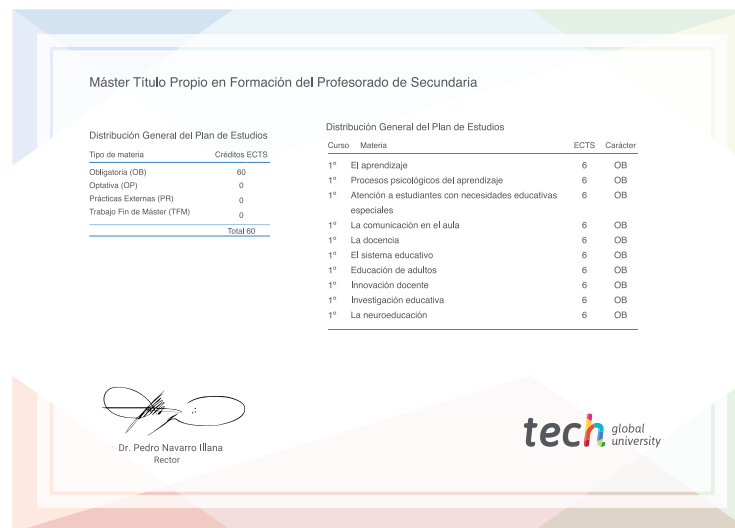 Máster Título Propio en Formación del Profesorado de Secundaria
Distribución General del Plan de Estudios
Tipo de materia Créditos ECTS
Obligatoria (OB) 60
Optativa (OP) 0
Prácticas Externas (PR) 0
Trabajo Fin de Máster (TFM) 0
Total 60
Distribución General del Plan de Estudios
Curso Materia ECTS Carácter
1º El aprendizaje 6 OB
1º Procesos psicológicos del aprendizaje 6 OB
1º Atención a estudiantes con necesidades educativas 6 OB
especiales
1º La comunicación en el aula 6 OB
1º La docencia 6 OB
1º El sistema educativo 6 OB
1º Educación de adultos 6 OB
1º Innovación docente 6 OB
1º Investigación educativa 6 OB
1º La neuroeducación 6 OB
Dr. Pedro Navarro Illana
Rector
tech global
university